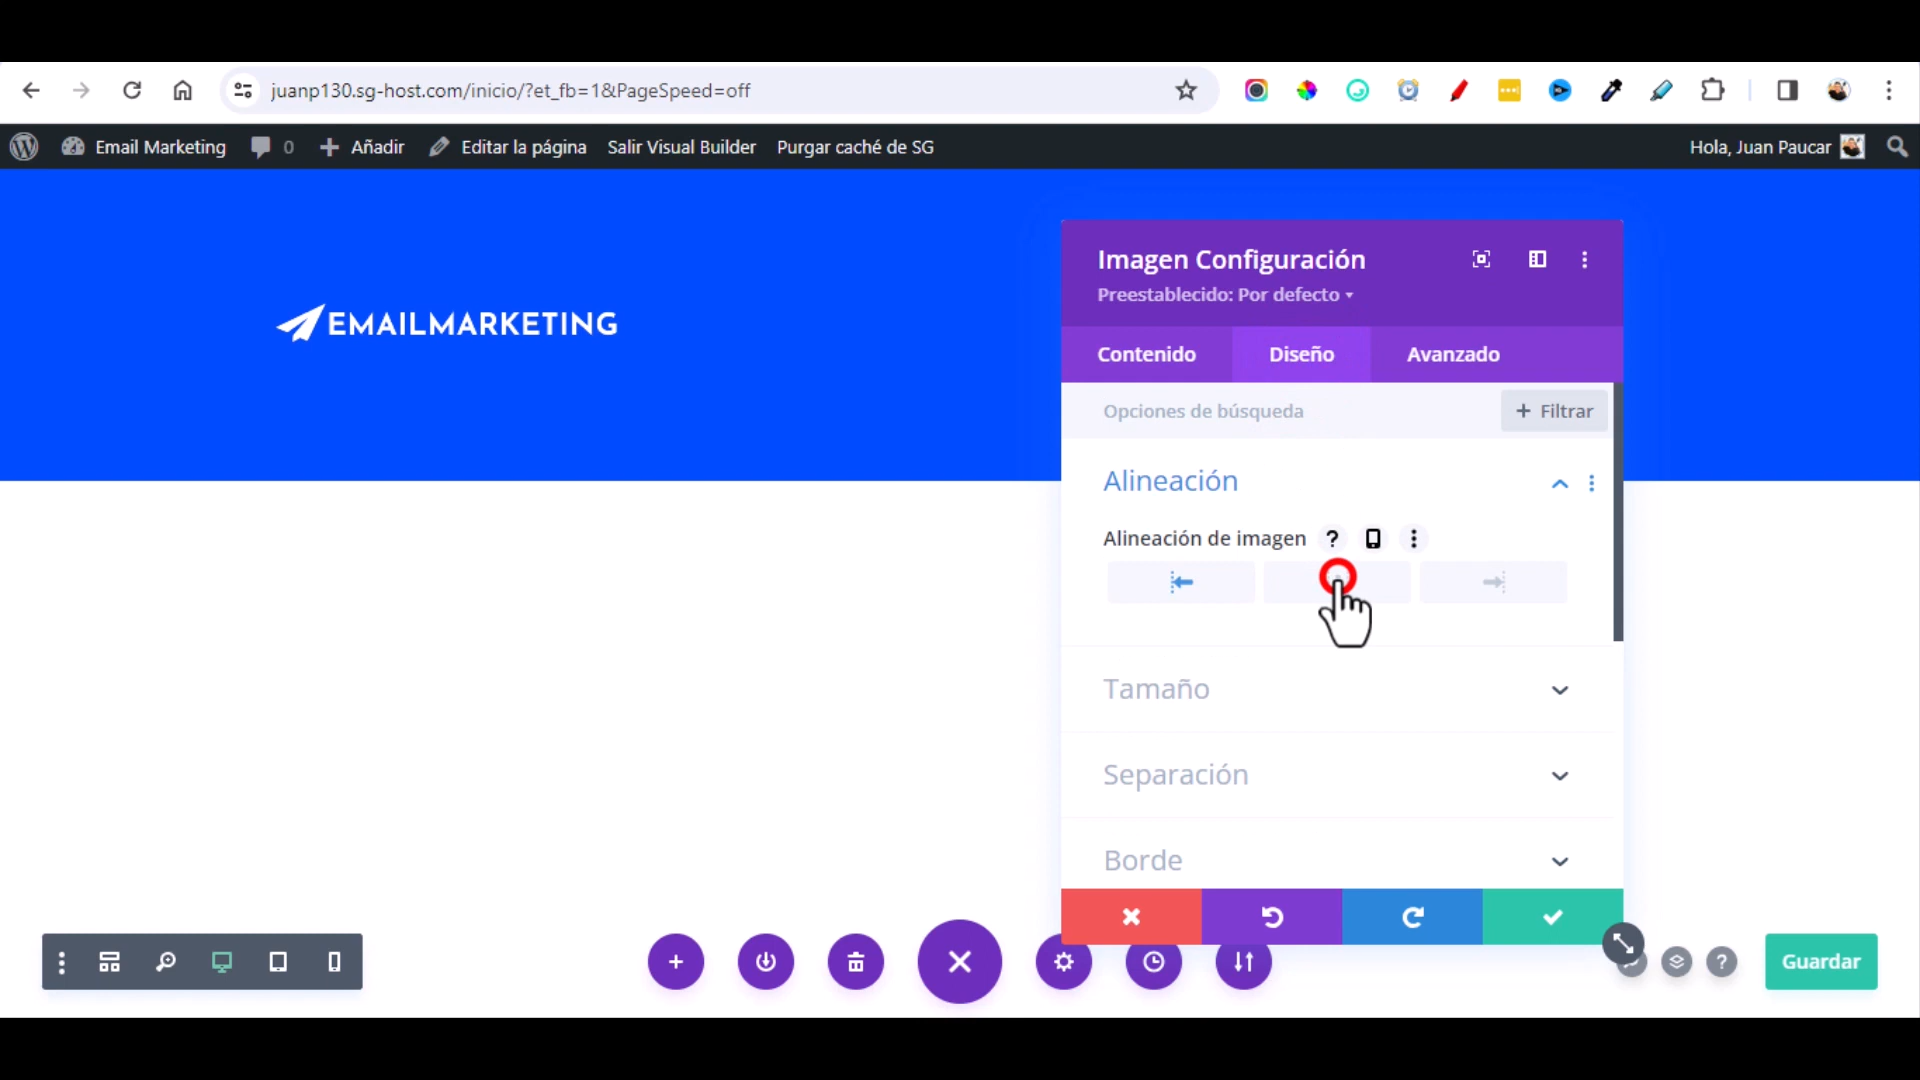 juanp130.sg-host.com/inicio/?et_fb=1&PageSpeed=off
Email Marketing 0 Añadir Editar la página Salir Visual Builder Purgar caché de SG Hola, Juan Paucar
EMAILMARKETING
Imagen Configuración
Preestablecido: Por defecto
Contenido Diseño Avanzado
Opciones de búsqueda + Filtrar
Alineación
Alineación de imagen ?
Tamaño
Separación
Borde
? Guardar